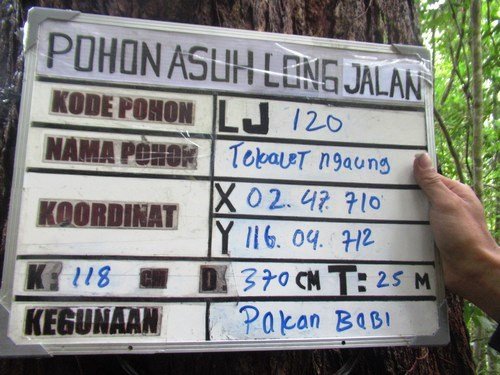 POHON ASUH LONG JALAN
KODE POHON LJ 120
NAMA POHON Tekalet ngaung
KOORDINAT X 02. 47. 710
Y 116. 04. 712
K: 118 CM D: 370 CM T: 25 M
KEGUNAAN Pakan BaBI